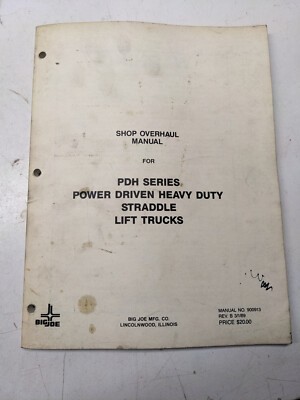 SHOP OVERHAUL
MANUAL
FOR
PDH SERIES
POWER DRIVEN HEAVY DUTY
STRADDLE
LIFT TRUCKS
BIG JOE
BIG JOE MFG. CO.
LINCOLNWOOD, ILLINOIS
MANUAL NO.
REV. B
PRICE $20.00